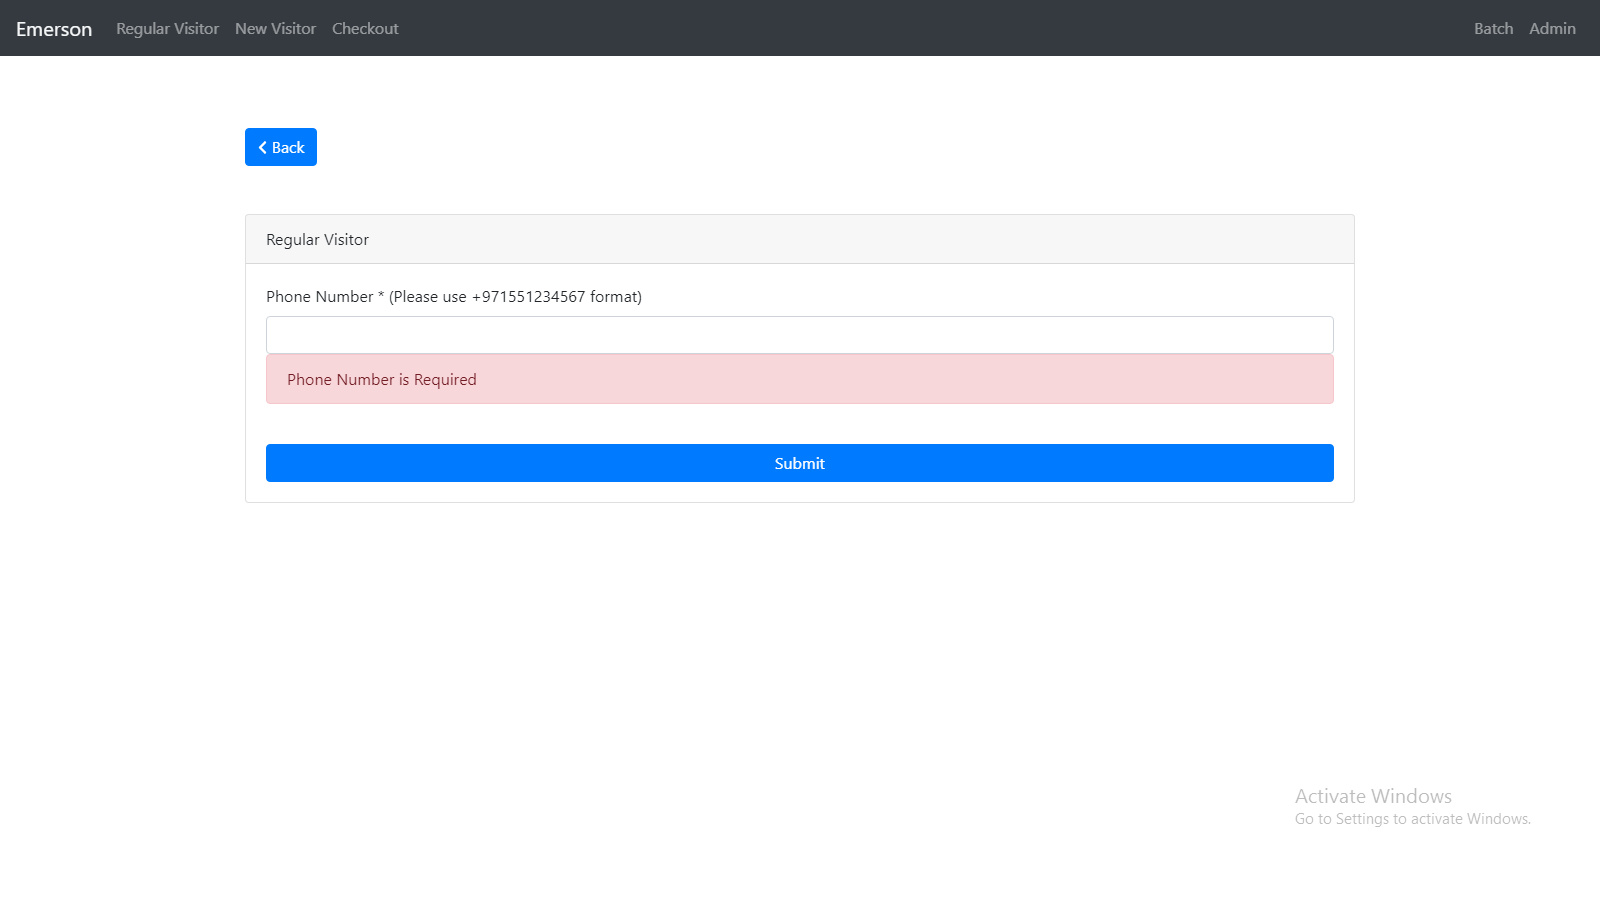 Emerson Regular Visitor New Visitor Checkout Batch Admin
Back
Regular Visitor
Phone Number * (Please use +971551234567 format)
Phone Number is Required
Submit
Activate Windows
Go to Settings to activate Windows.